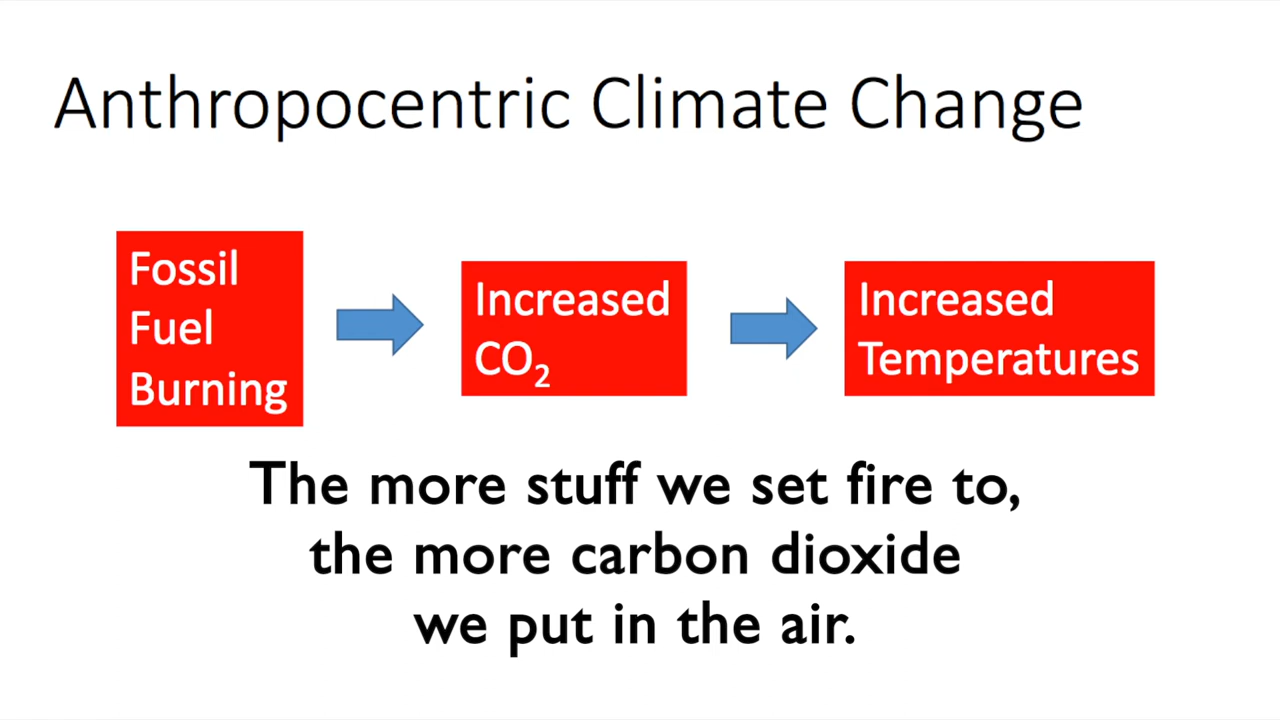 Anthropocentric Climate Change
Fossil
Fuel
Burning
Increased
CO₂
Increased
Temperatures
The more stuff we set fire to,
the more carbon dioxide
we put in the air.